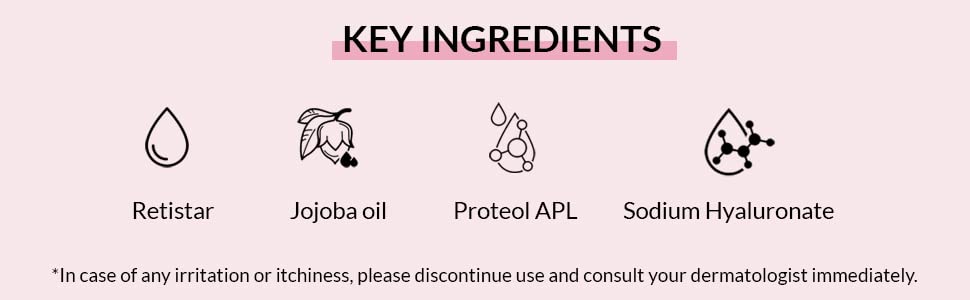 KEY INGREDIENTS
Retistar
Jojoba oil
Proteol APL
Sodium Hyaluronate
*In case of any irritation or itchiness, please discontinue use and consult your dermatologist immediately.